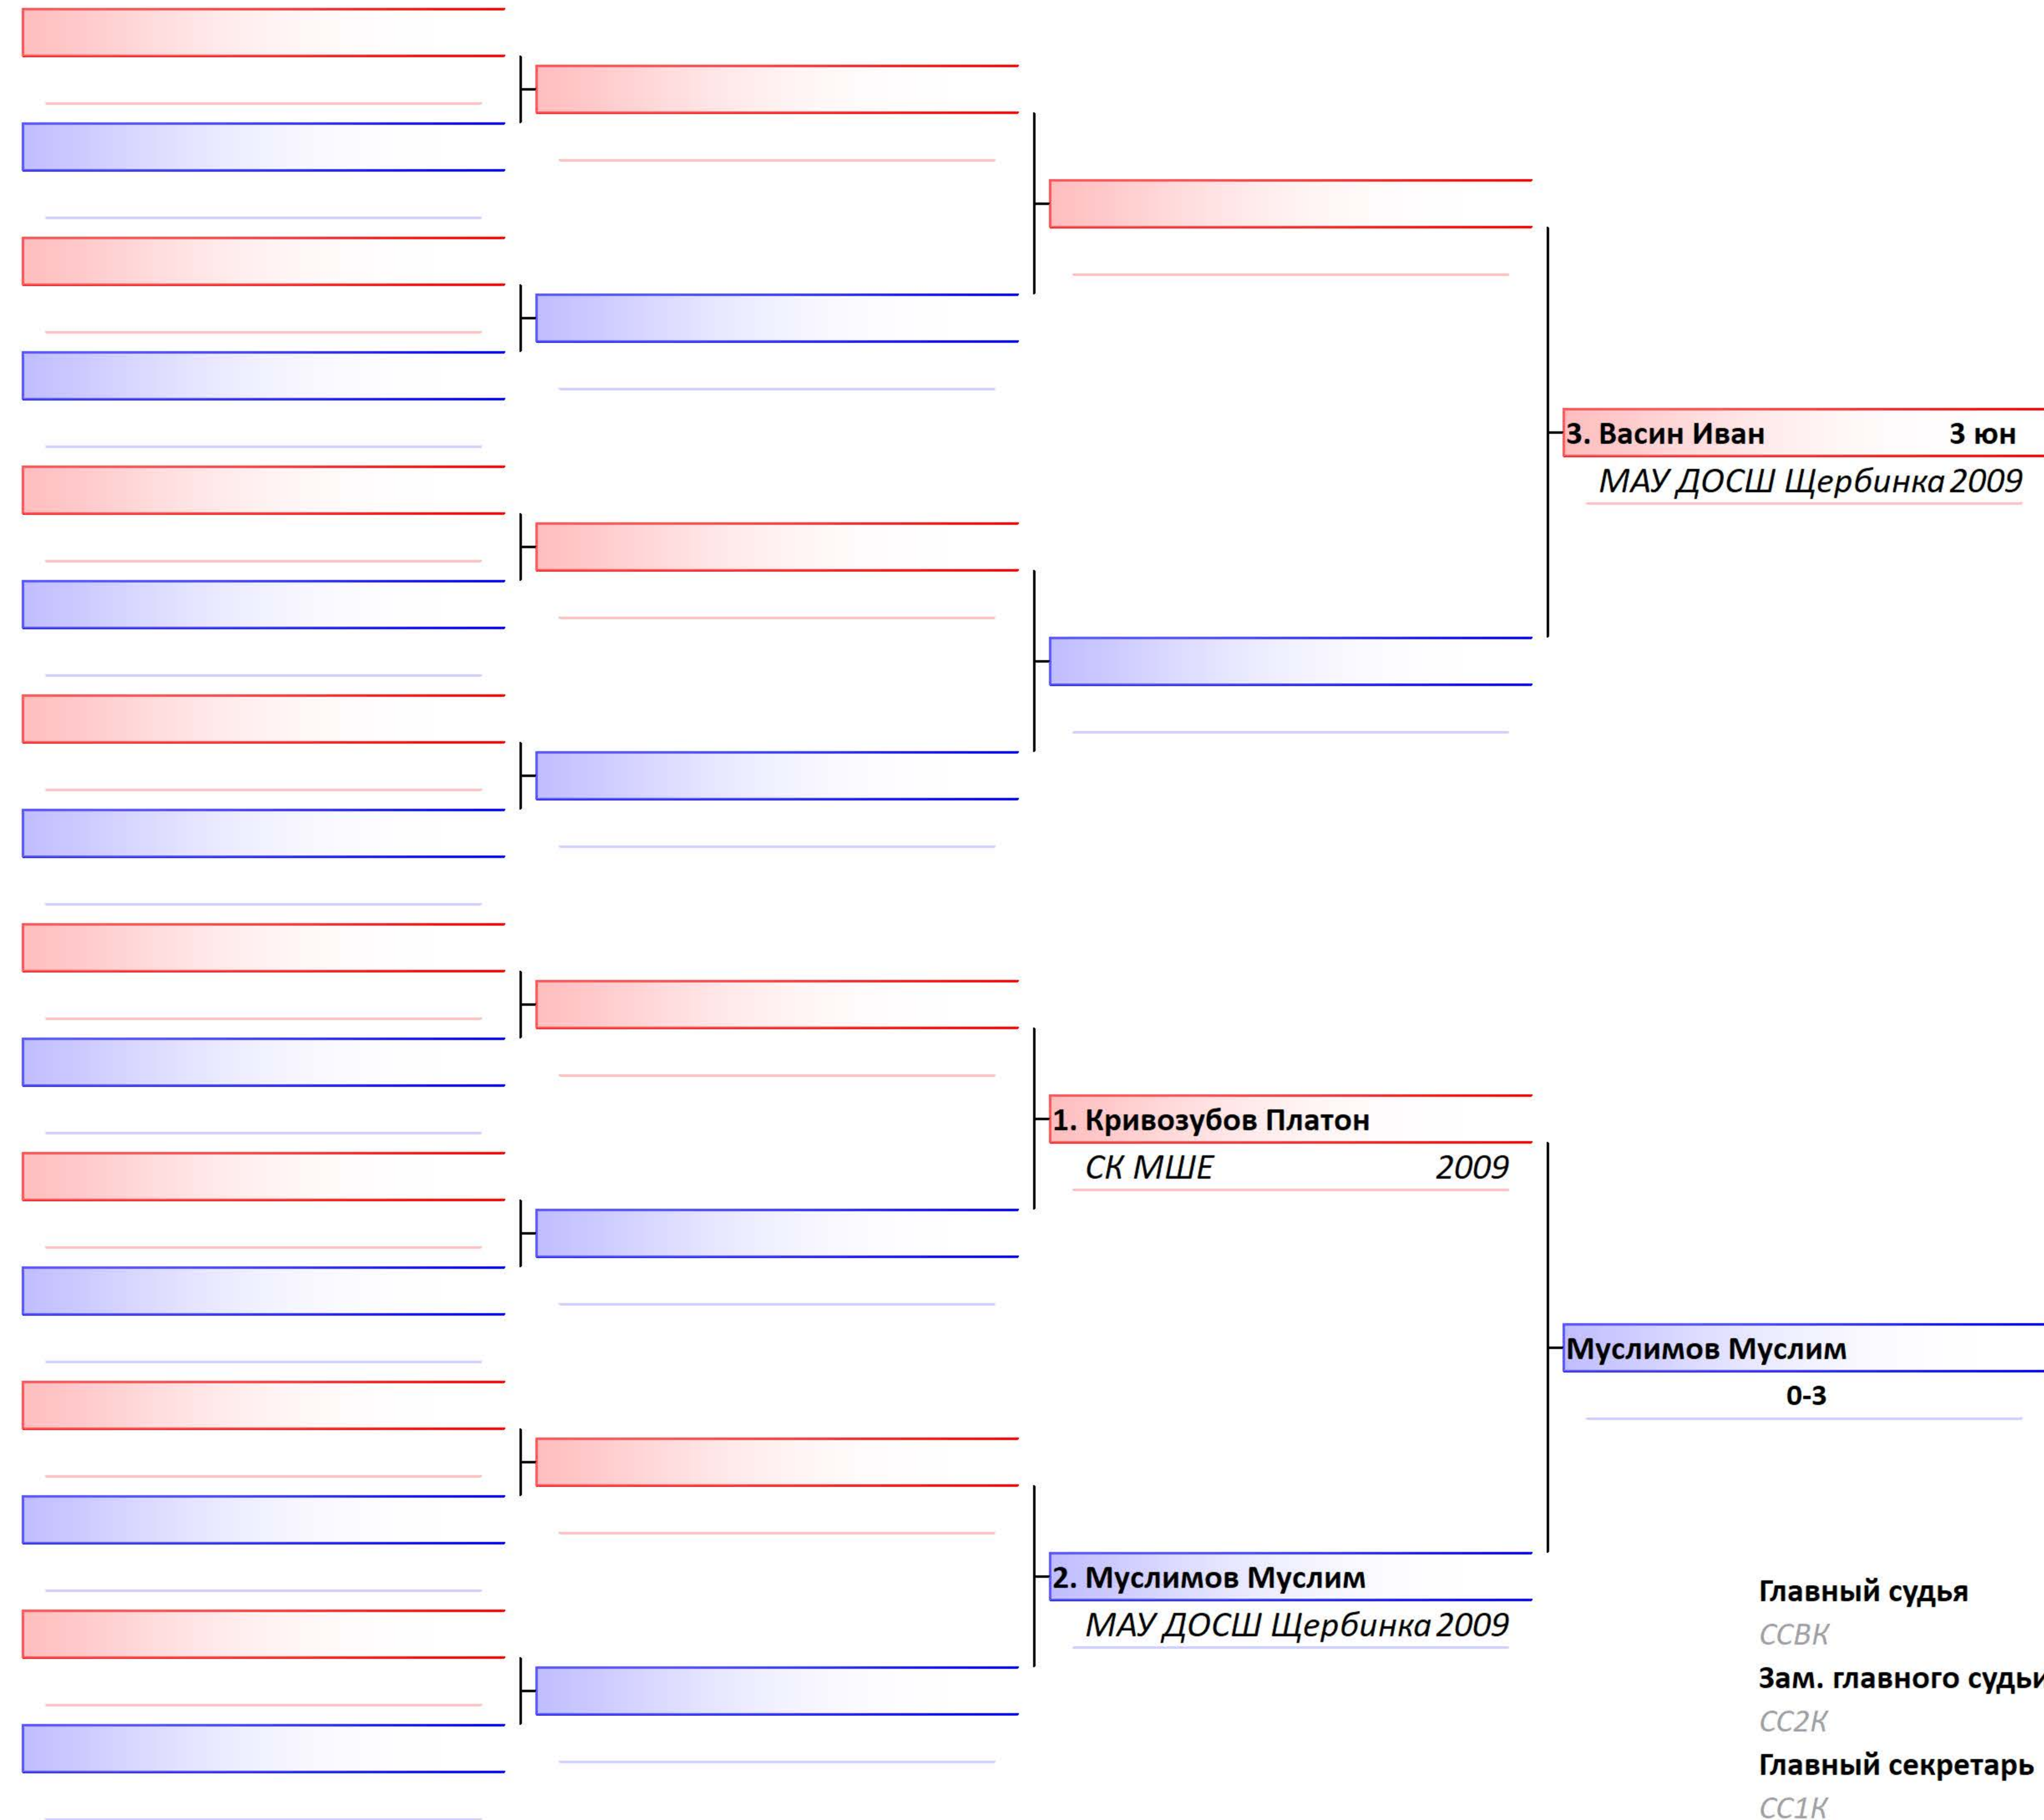 3. Васин Иван 3 юн
МАУ ДОСШ Щербинка 2009
1. Кривозубов Платон
СК МШЕ 2009
Муслимов Муслим
0-3
2. Муслимов Муслим
МАУ ДОСШ Щербинка 2009
Главный судья
ССВК
Зам. главного судьи
СС2К
Главный секретарь
СС1К